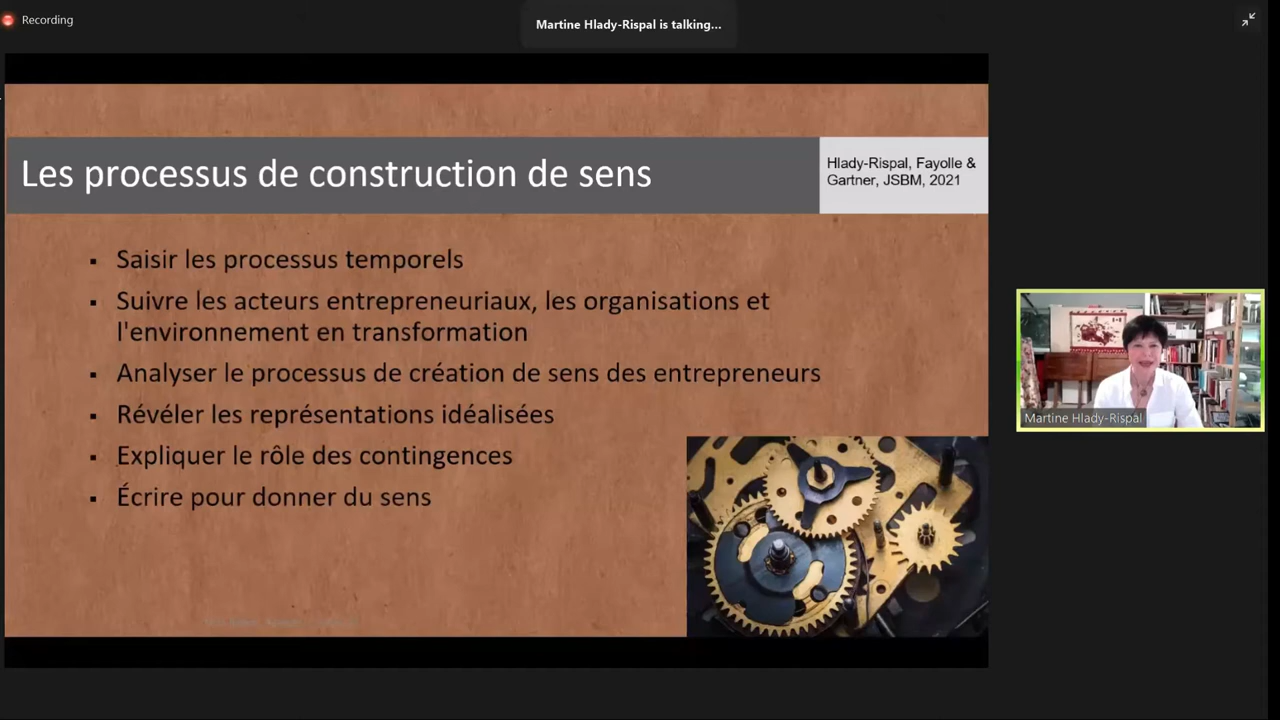 Recording
Martine Hlady-Rispal is talking...
Les processus de construction de sens
Hlady-Rispal, Fayolle &
Gartner, JSBM, 2021
▪ Saisir les processus temporels
▪ Suivre les acteurs entrepreneuriaux, les organisations et
l'environnement en transformation
▪ Analyser le processus de création de sens des entrepreneurs
▪ Révéler les représentations idéalisées
▪ Expliquer le rôle des contingences
▪ Écrire pour donner du sens
Martine Hlady-Rispal